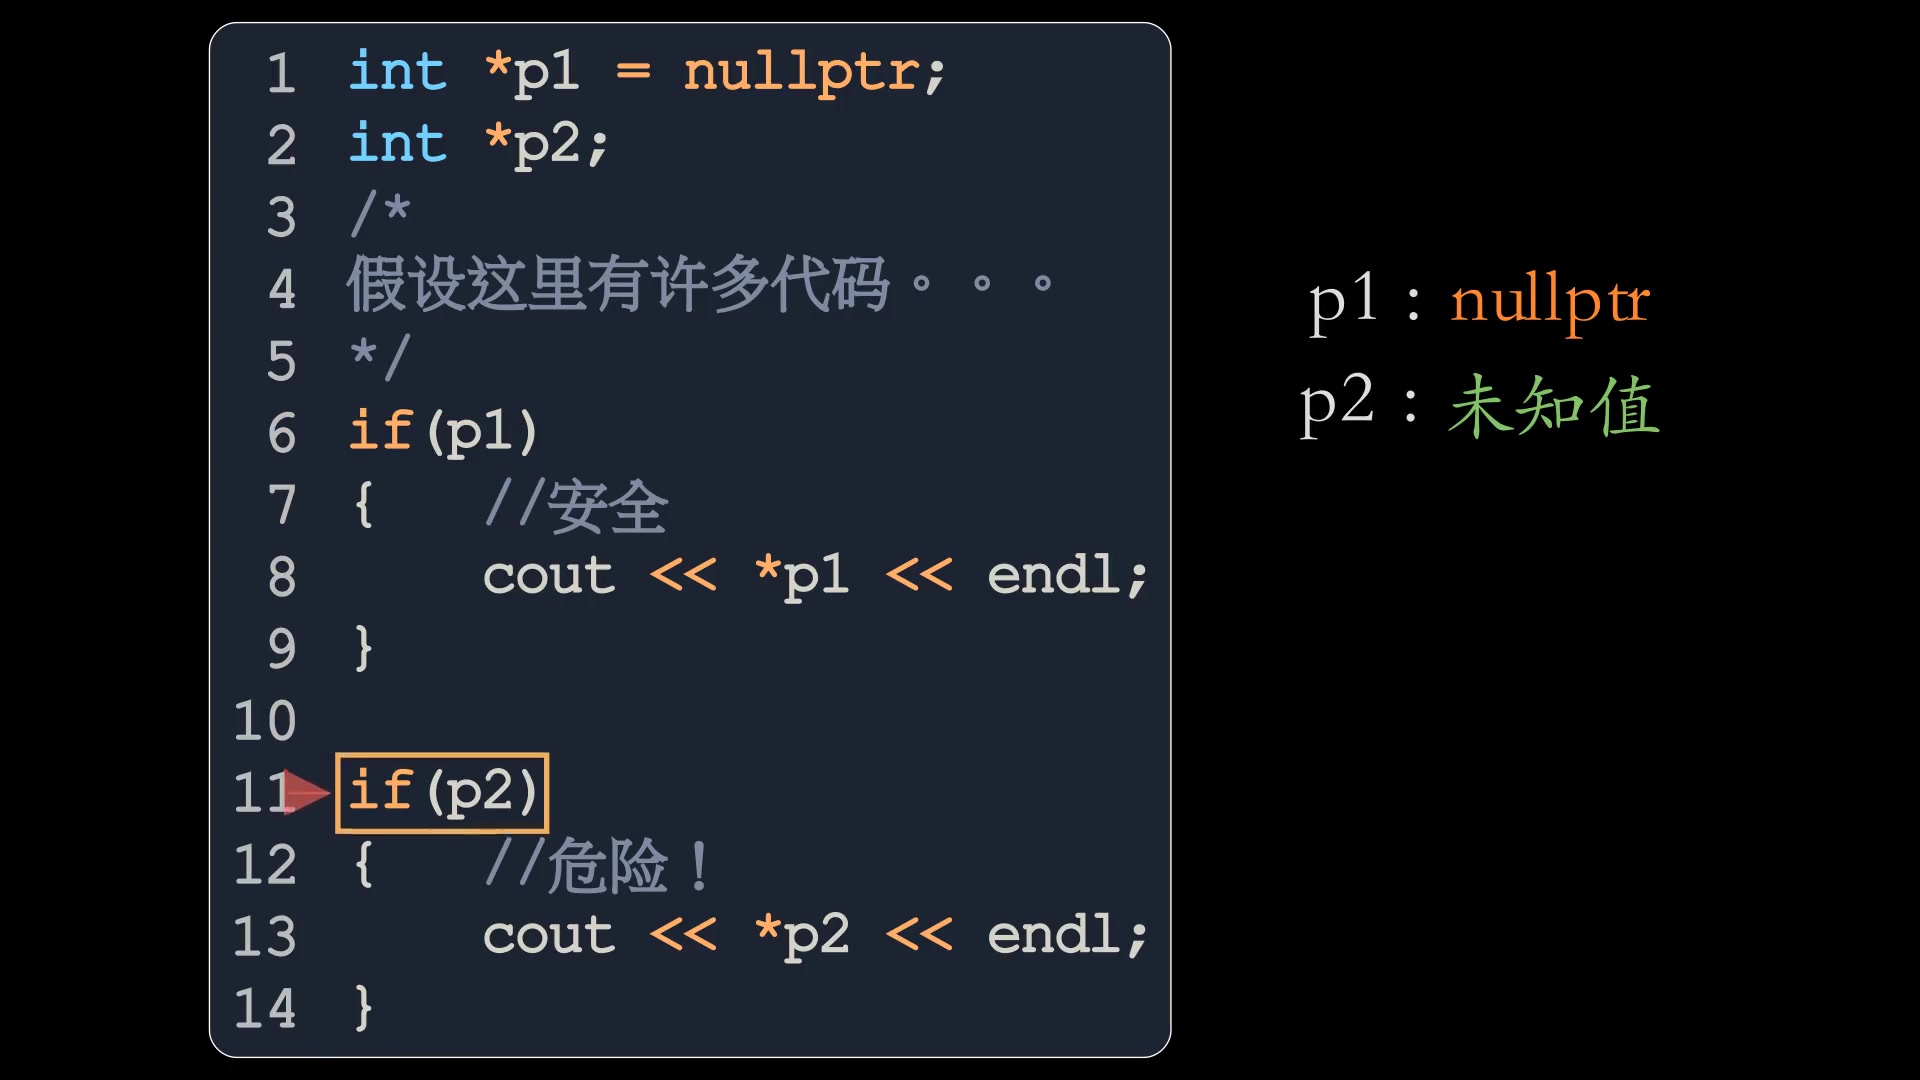 1 int *p1 = nullptr;
2 int *p2;
3 /*
4 假设这里有许多代码。。。
5 */
6 if(p1)
7 {    //安全
8     cout << *p1 << endl;
9 }
10
11 if(p2)
12 {    //危险！
13     cout << *p2 << endl;
14 }
p1：nullptr
p2：未知值